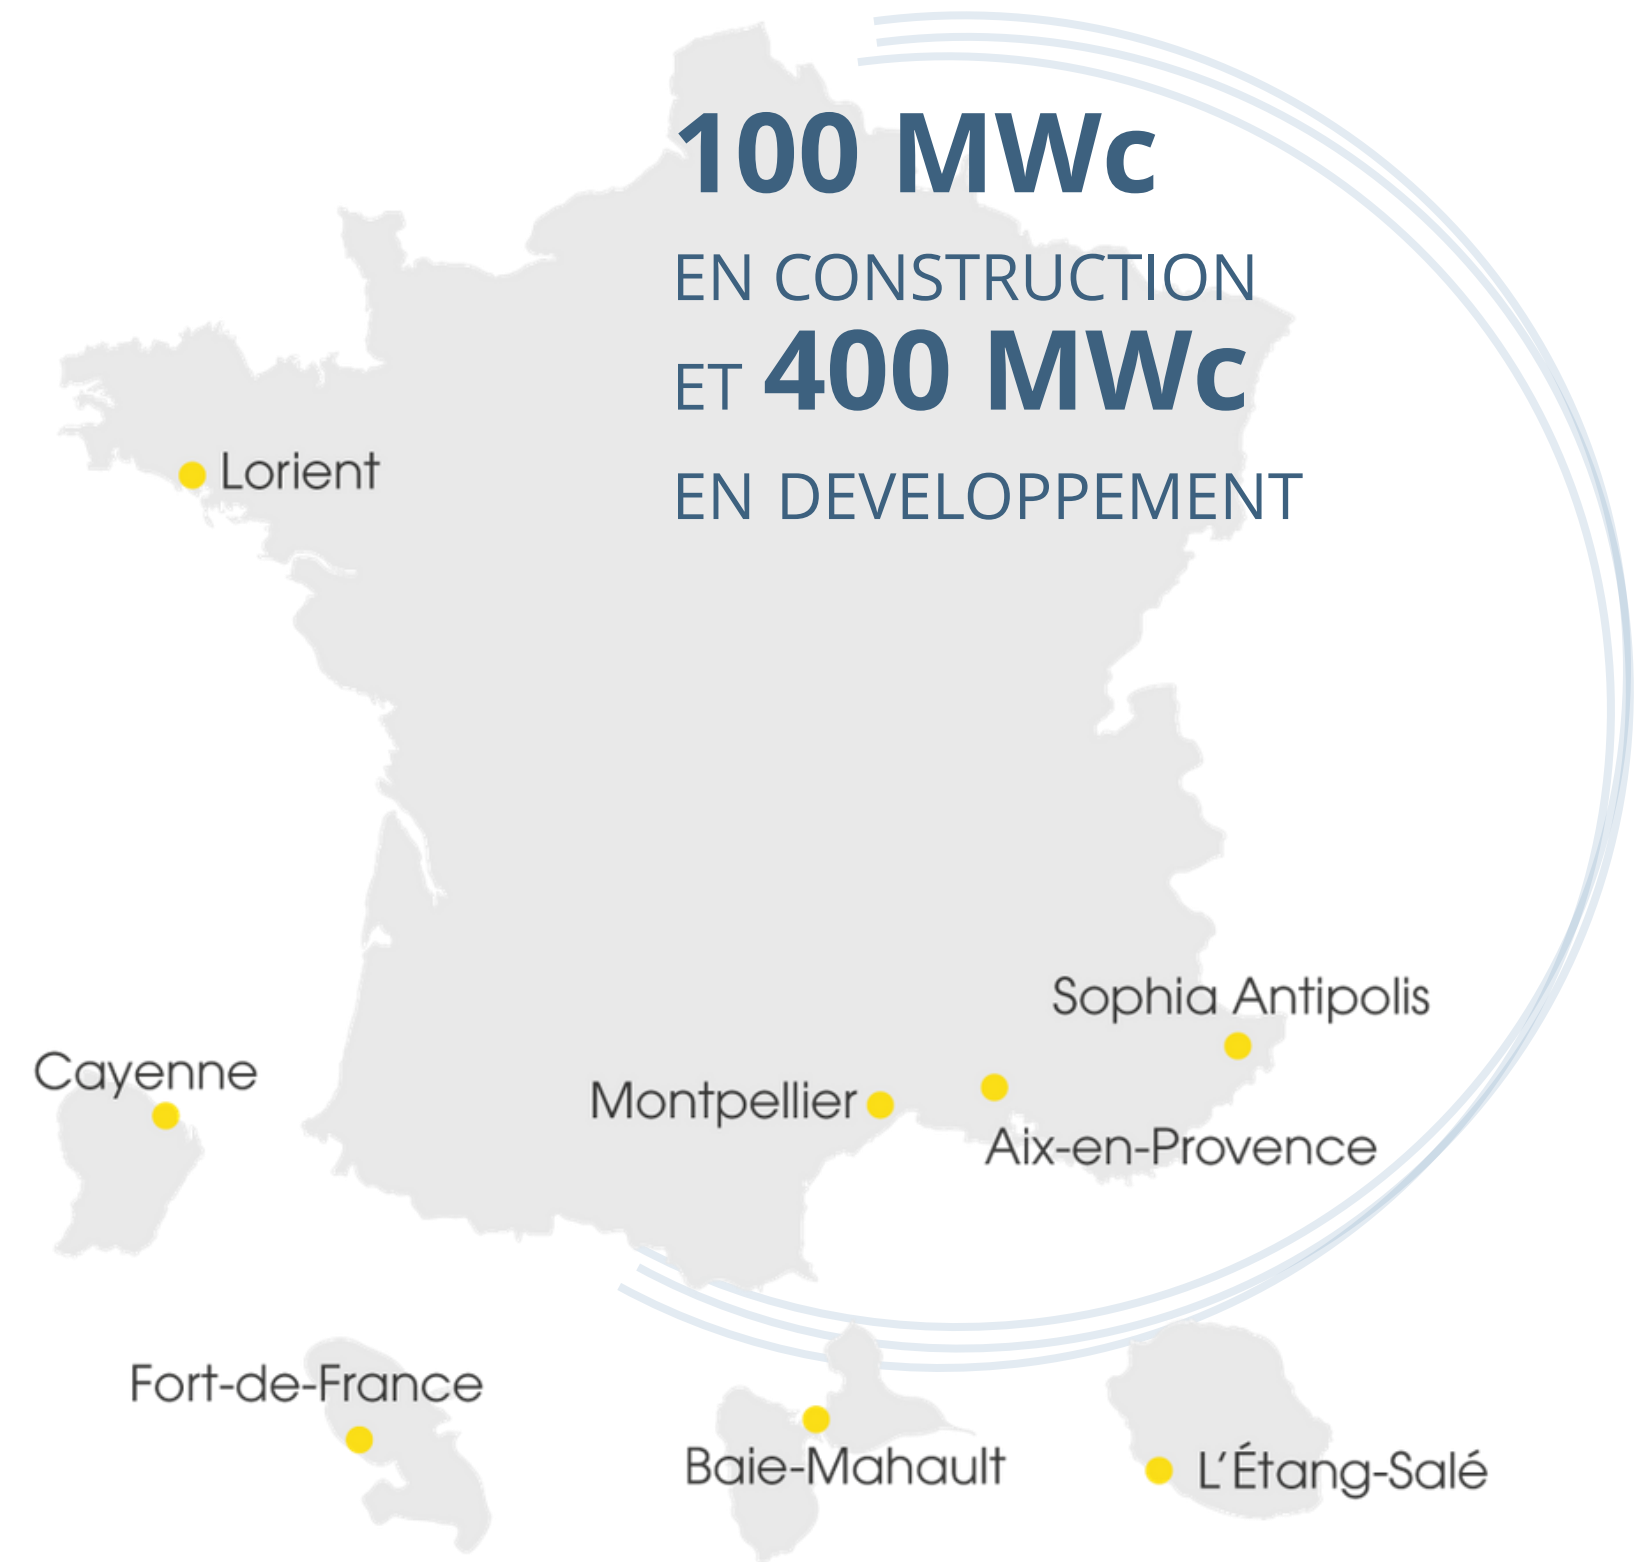 100 MWc
EN CONSTRUCTION
ET 400 MWc
EN DEVELOPPEMENT
Lorient
Sophia Antipolis
Cayenne
Montpellier
Aix-en-Provence
Fort-de-France
Baie-Mahault
L'Étang-Salé